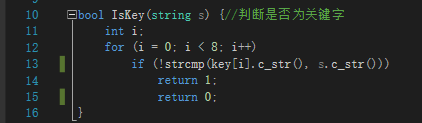 10 bool IsKey(string s) {//判断是否为关键字
11 int i;
12 for (i = 0; i < 8; i++)
13 if (!strcmp(key[i].c_str(), s.c_str()))
14 return 1;
15 return 0;
16 }